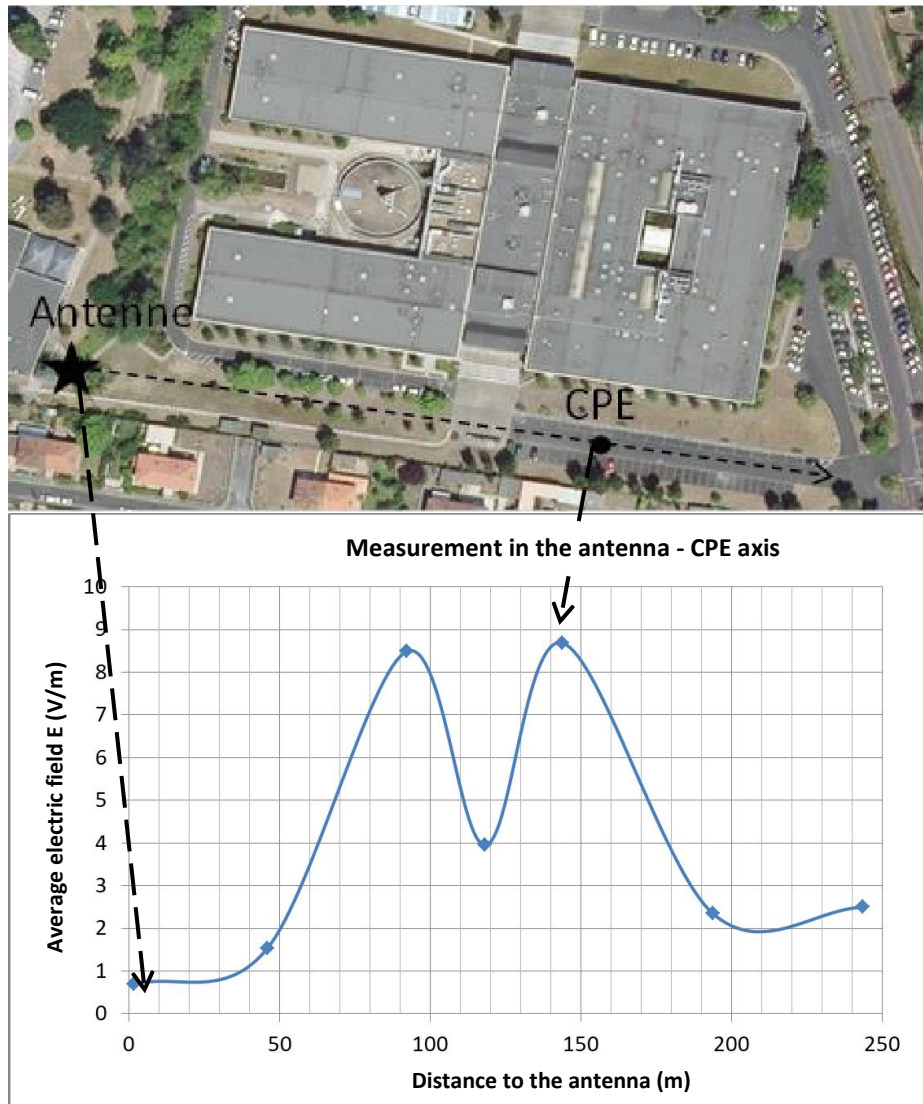 Antenne
CPE
Measurement in the antenna - CPE axis
Average electric field E (V/m)
10
9
8
7
6
5
4
3
2
1
0
0 50 100 150 200 250
Distance to the antenna (m)